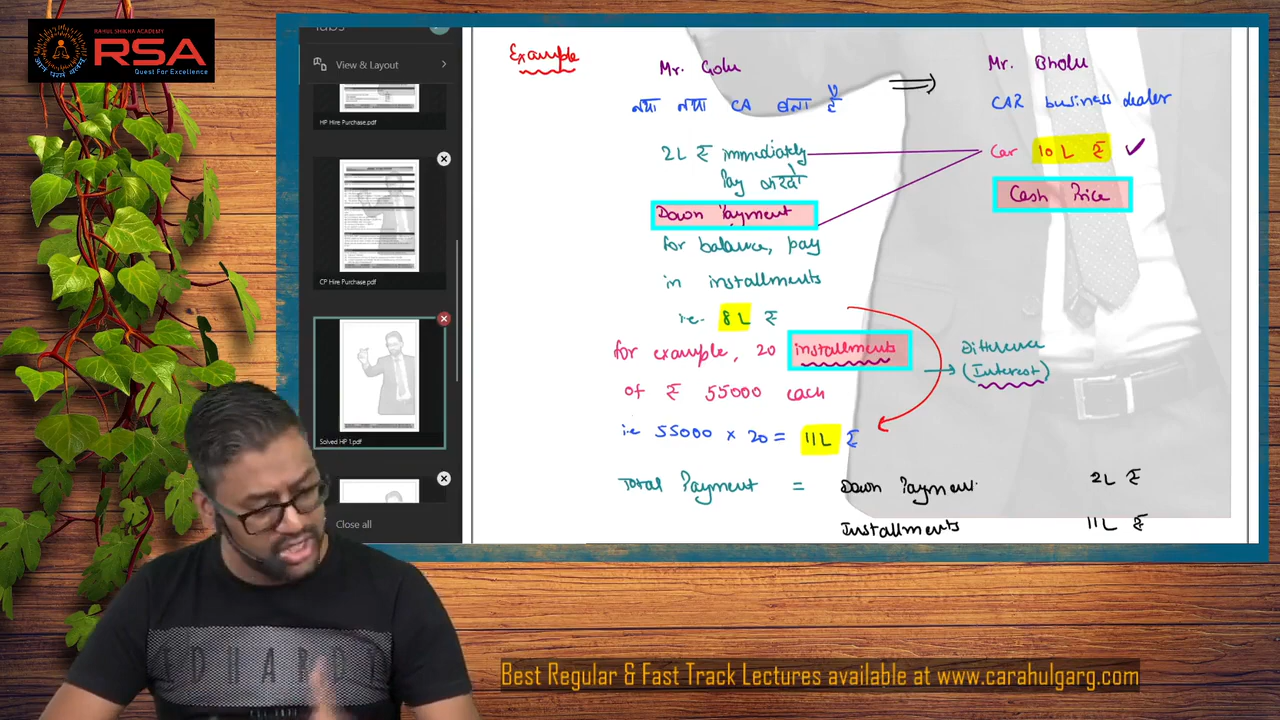 RAHUL SHIKHA ACADEMY
RSA
Quest For Excellence
View & Layout
HP Hire Purchase.pdf
CP Hire Purchase.pdf
Solved HP 1.pdf
Close all
Example
Mr. Golu
नया नया CA बना है
2L ₹ immediately
Pay करके
Down Payment
for balance, pay
in installments
i.e. 8L ₹
for example, 20 installments
of ₹ 55000 each
i.e 55000 × 20 = 11L ₹
Total Payment = Down Payment 2L ₹
Installments 11L ₹
Mr. Bholu
CAR business dealer
Car 10 L ₹ ✓
Cash Price
Difference
(Interest)
Best Regular & Fast Track Lectures available at www.carahulgarg.com